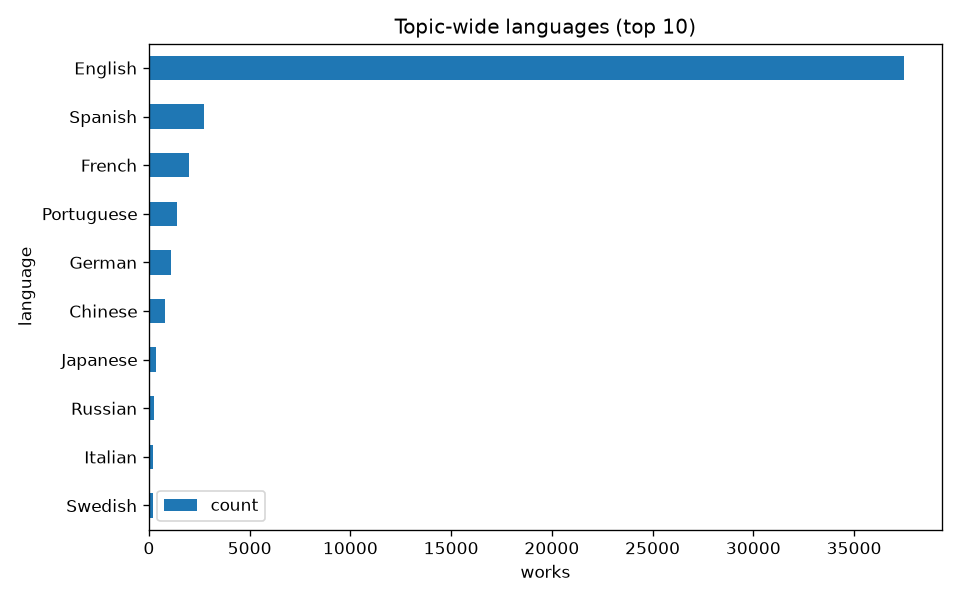 Topic-wide languages (top 10)
English
Spanish
French
Portuguese
German
Chinese
Japanese
Russian
Italian
Swedish
language
count
0 5000 10000 15000 20000 25000 30000 35000
works